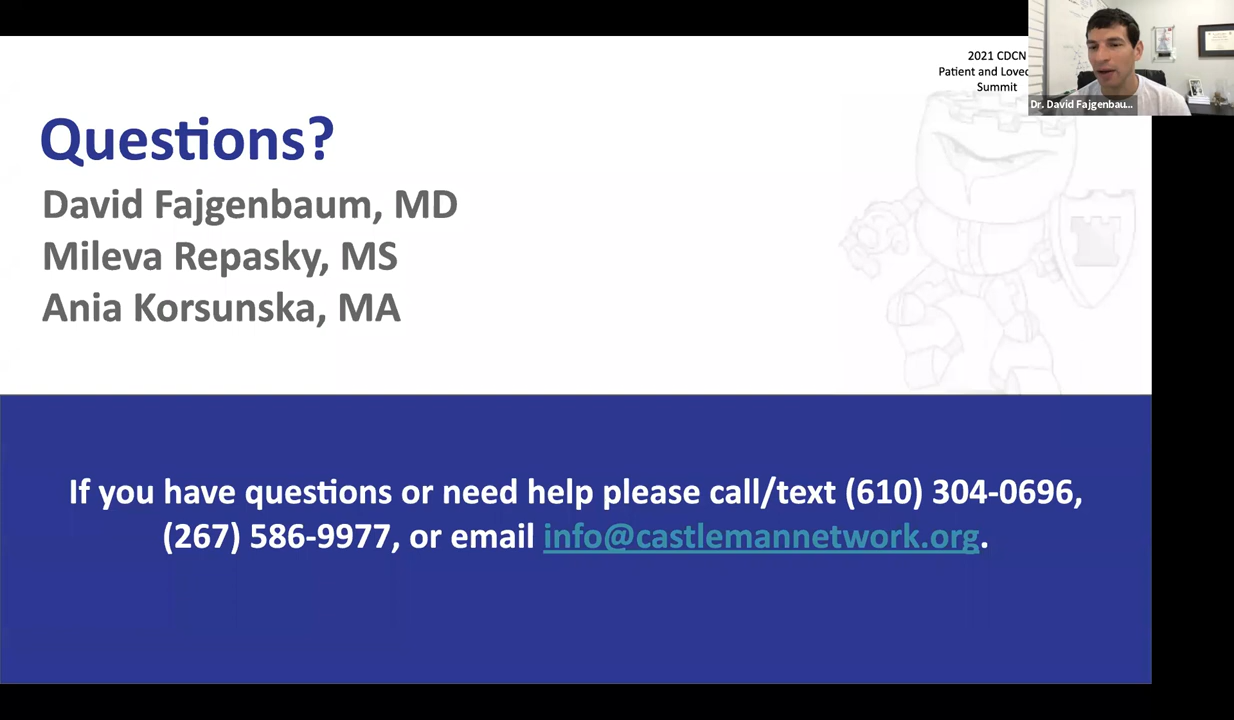 2021 CDCN
Patient and Loved
Summit
Dr. David Fajgenbau...
Questions?
David Fajgenbaum, MD
Mileva Repasky, MS
Ania Korsunska, MA
If you have questions or need help please call/text (610) 304-0696,
(267) 586-9977, or email info@castlemannetwork.org.